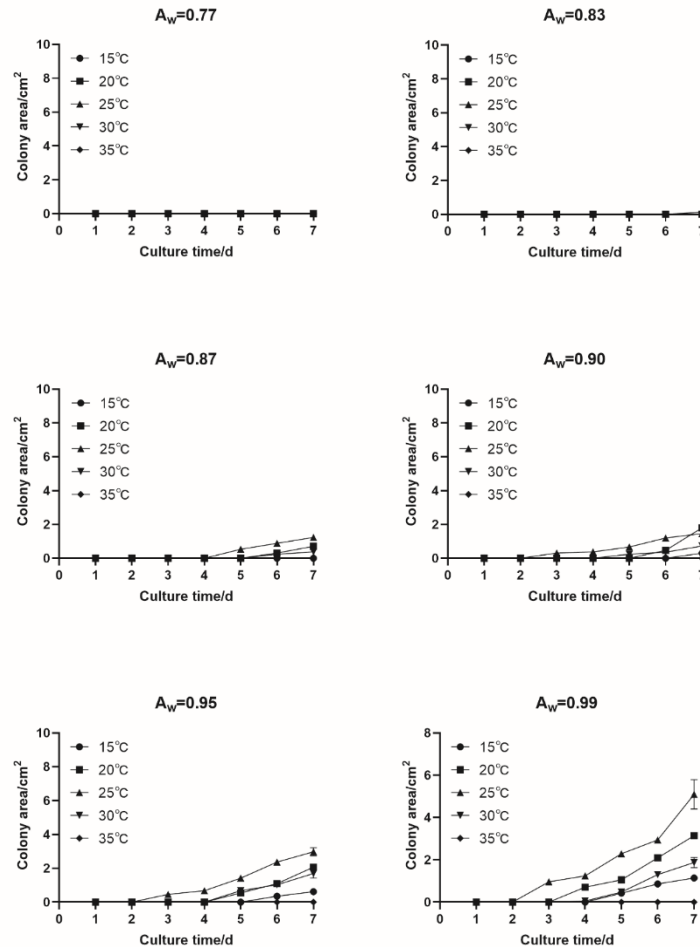 A_W=0.77
Colony area/cm²
10
8
6
4
2
0
15°C
20°C
25°C
30°C
35°C
0 1 2 3 4 5 6 7
Culture time/d
A_W=0.83
Colony area/cm²
10
8
6
4
2
0
15°C
20°C
25°C
30°C
35°C
0 1 2 3 4 5 6 7
Culture time/d
A_W=0.87
Colony area/cm²
10
8
6
4
2
0
15°C
20°C
25°C
30°C
35°C
0 1 2 3 4 5 6 7
Culture time/d
A_W=0.90
Colony area/cm²
10
8
6
4
2
0
15°C
20°C
25°C
30°C
35°C
0 1 2 3 4 5 6 7
Culture time/d
A_W=0.95
Colony area/cm²
10
8
6
4
2
0
15°C
20°C
25°C
30°C
35°C
0 1 2 3 4 5 6 7
Culture time/d
A_W=0.99
Colony area/cm²
8
6
4
2
0
15°C
20°C
25°C
30°C
35°C
0 1 2 3 4 5 6 7
Culture time/d